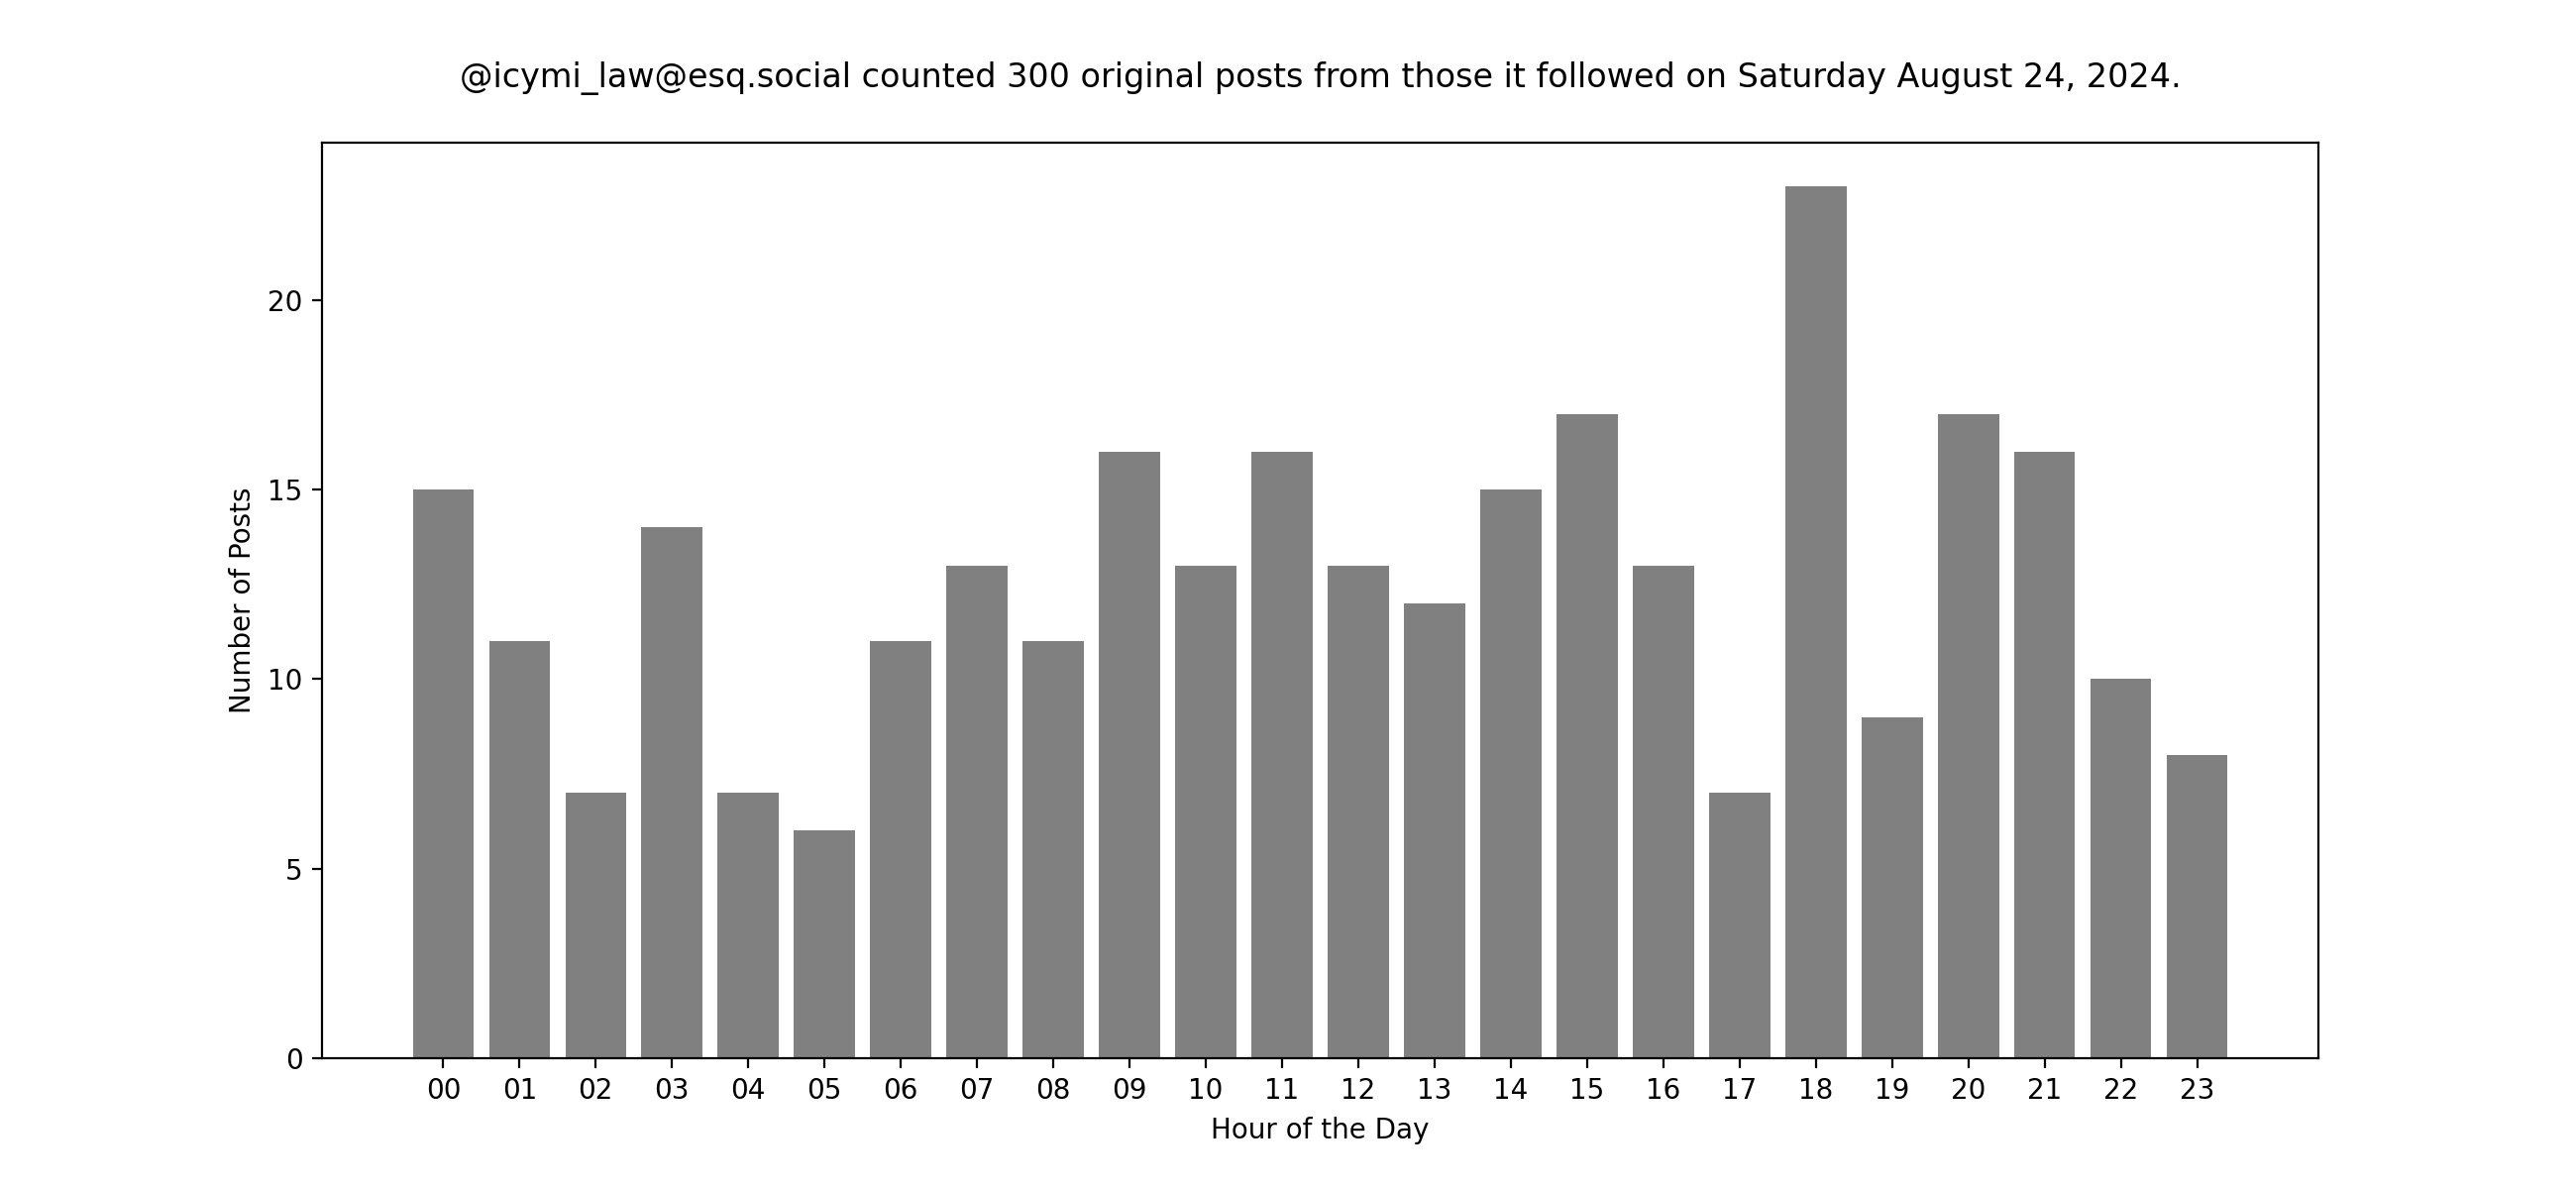 @icymi_law@esq.social counted 300 original posts from those it followed on Saturday August 24, 2024.
Number of Posts
20
15
10
5
0
00 01 02 03 04 05 06 07 08 09 10 11 12 13 14 15 16 17 18 19 20 21 22 23
Hour of the Day